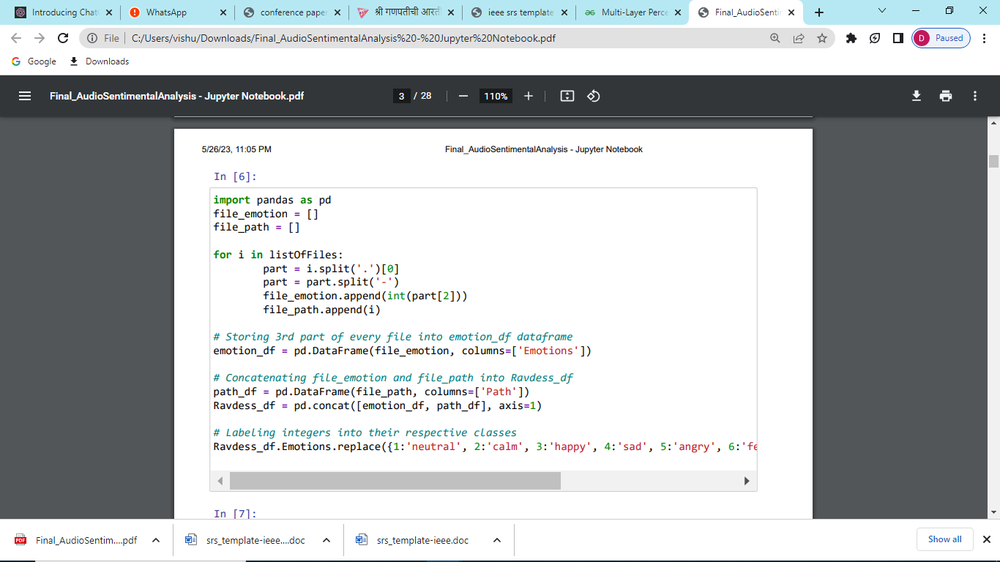 Introducing Chat
WhatsApp
conference paper
श्री गणपतीची आरती
ieee srs template
Multi-Layer Perce
Final_AudioSentin
File
C:/Users/vishu/Downloads/Final_AudioSentimentalAnalysis%20-%20Jupyter%20Notebook.pdf
D Paused
Google
Downloads
Final_AudioSentimentalAnalysis - Jupyter Notebook.pdf
3 / 28
110%
5/26/23, 11:05 PM
Final_AudioSentimentalAnalysis - Jupyter Notebook
In [6]:
import pandas as pd
file_emotion = []
file_path = []
for i in listOfFiles:
part = i.split('.')[0]
part = part.split('-')
file_emotion.append(int(part[2]))
file_path.append(i)
# Storing 3rd part of every file into emotion_df dataframe
emotion_df = pd.DataFrame(file_emotion, columns=['Emotions'])
# Concatenating file_emotion and file_path into Ravdess_df
path_df = pd.DataFrame(file_path, columns=['Path'])
Ravdess_df = pd.concat([emotion_df, path_df], axis=1)
# Labeling integers into their respective classes
Ravdess_df.Emotions.replace({1:'neutral', 2:'calm', 3:'happy', 4:'sad', 5:'angry', 6:'fe
In [7]:
PDF
Final_AudioSentim....pdf
srs_template-ieee....doc
srs_template-ieee.doc
Show all